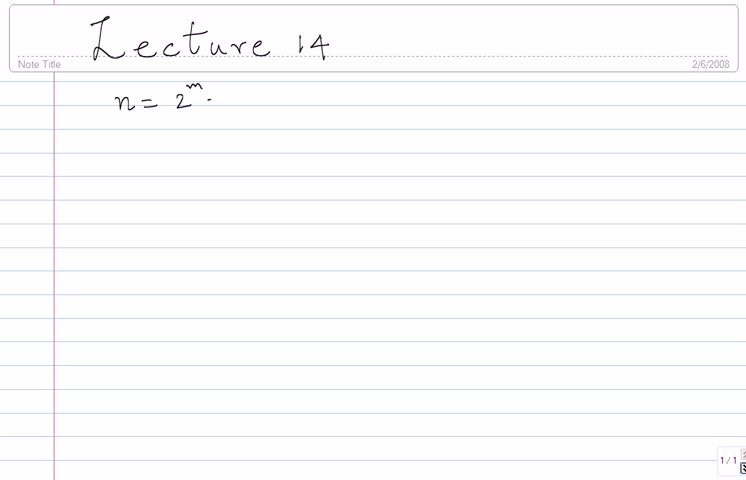 Lecture 14
Note Title
2/6/2008
n = 2^m -
1 / 1